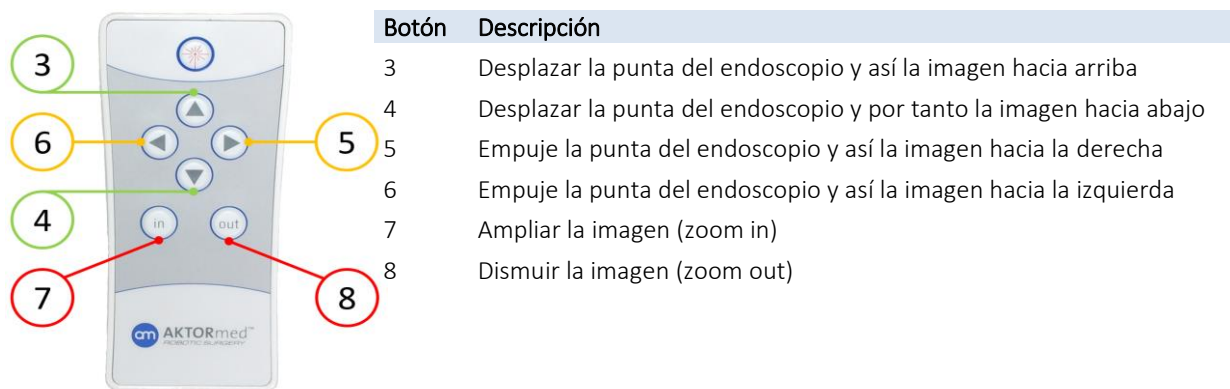 3
6
5
4
in
out
7
8
am AKTORmed™
ROBOTIC SURGERY
Botón Descripción
3 Desplazar la punta del endoscopio y así la imagen hacia arriba
4 Desplazar la punta del endoscopio y por tanto la imagen hacia abajo
5 Empuje la punta del endoscopio y así la imagen hacia la derecha
6 Empuje la punta del endoscopio y así la imagen hacia la izquierda
7 Ampliar la imagen (zoom in)
8 Dismuir la imagen (zoom out)